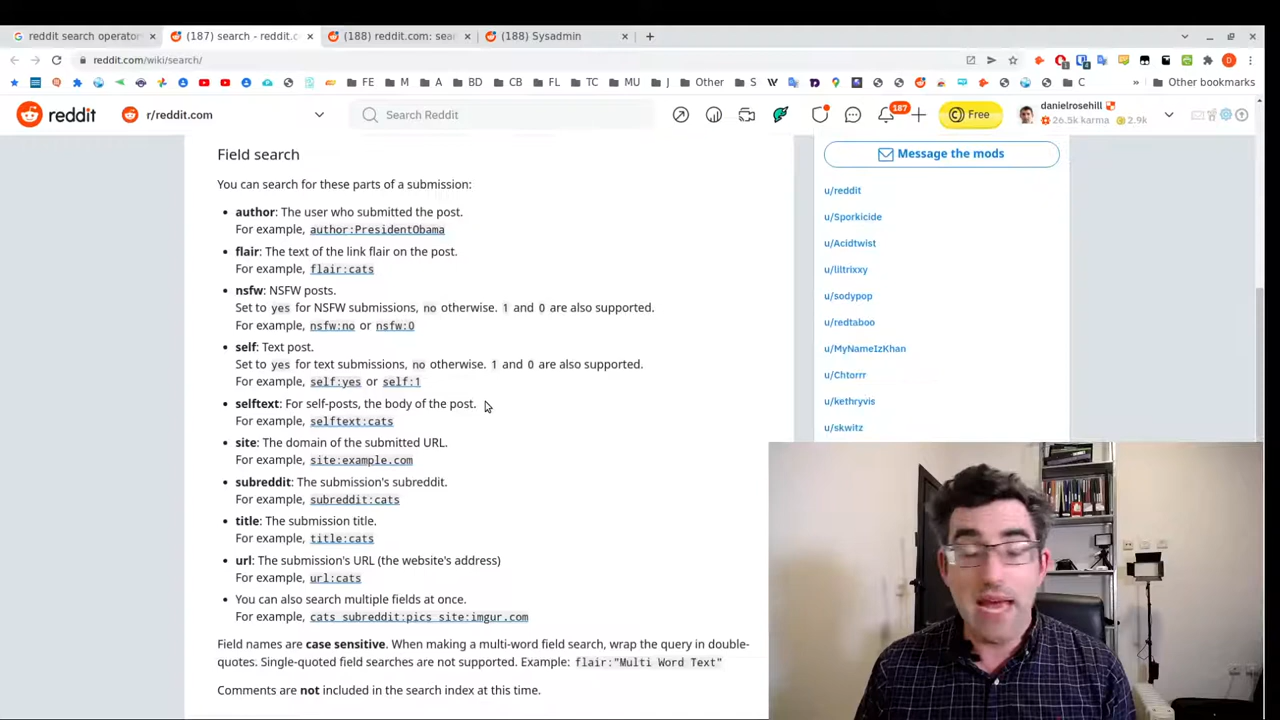 reddit search operator
(187) search - reddit.c
(188) reddit.com: sea
(188) Sysadmin
reddit.com/wiki/search/
FE
M
A
BD
CB
FL
TC
MU
J
Other
S
C
Other bookmarks
reddit
r/reddit.com
Search Reddit
187
Free
danielrosehill
26.5k karma
2.9k
Field search
You can search for these parts of a submission:
author: The user who submitted the post.
For example, author:PresidentObama
flair: The text of the link flair on the post.
For example, flair:cats
nsfw: NSFW posts.
Set to yes for NSFW submissions, no otherwise. 1 and 0 are also supported.
For example, nsfw:no or nsfw:0
self: Text post.
Set to yes for text submissions, no otherwise. 1 and 0 are also supported.
For example, self:yes or self:1
selftext: For self-posts, the body of the post.
For example, selftext:cats
site: The domain of the submitted URL.
For example, site:example.com
subreddit: The submission's subreddit.
For example, subreddit:cats
title: The submission title.
For example, title:cats
url: The submission's URL (the website's address)
For example, url:cats
You can also search multiple fields at once.
For example, cats subreddit:pics site:imgur.com
Field names are case sensitive. When making a multi-word field search, wrap the query in double-
quotes. Single-quoted field searches are not supported. Example: flair:"Multi Word Text"
Comments are not included in the search index at this time.
Message the mods
u/reddit
u/Sporkicide
u/Acidtwist
u/liltrixxy
u/sodypop
u/redtaboo
u/MyNameIzKhan
u/Chtorrr
u/kethryvis
u/skwitz